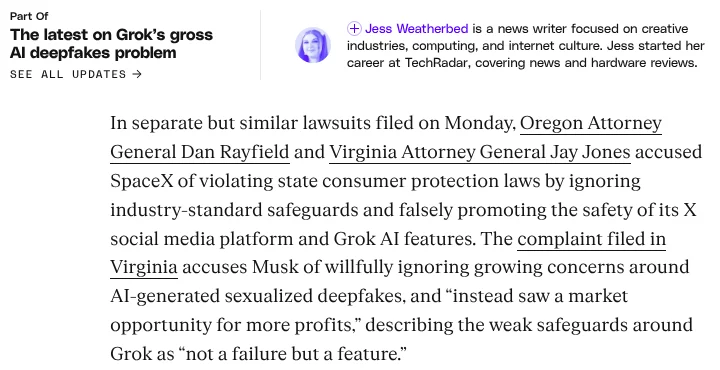 Part Of
The latest on Grok’s gross
AI deepfakes problem
SEE ALL UPDATES →
Jess Weatherbed is a news writer focused on creative
industries, computing, and internet culture. Jess started her
career at TechRadar, covering news and hardware reviews.
In separate but similar lawsuits filed on Monday, Oregon Attorney
General Dan Rayfield and Virginia Attorney General Jay Jones accused
SpaceX of violating state consumer protection laws by ignoring
industry-standard safeguards and falsely promoting the safety of its X
social media platform and Grok AI features. The complaint filed in
Virginia accuses Musk of willfully ignoring growing concerns around
AI-generated sexualized deepfakes, and “instead saw a market
opportunity for more profits,” describing the weak safeguards around
Grok as “not a failure but a feature.”